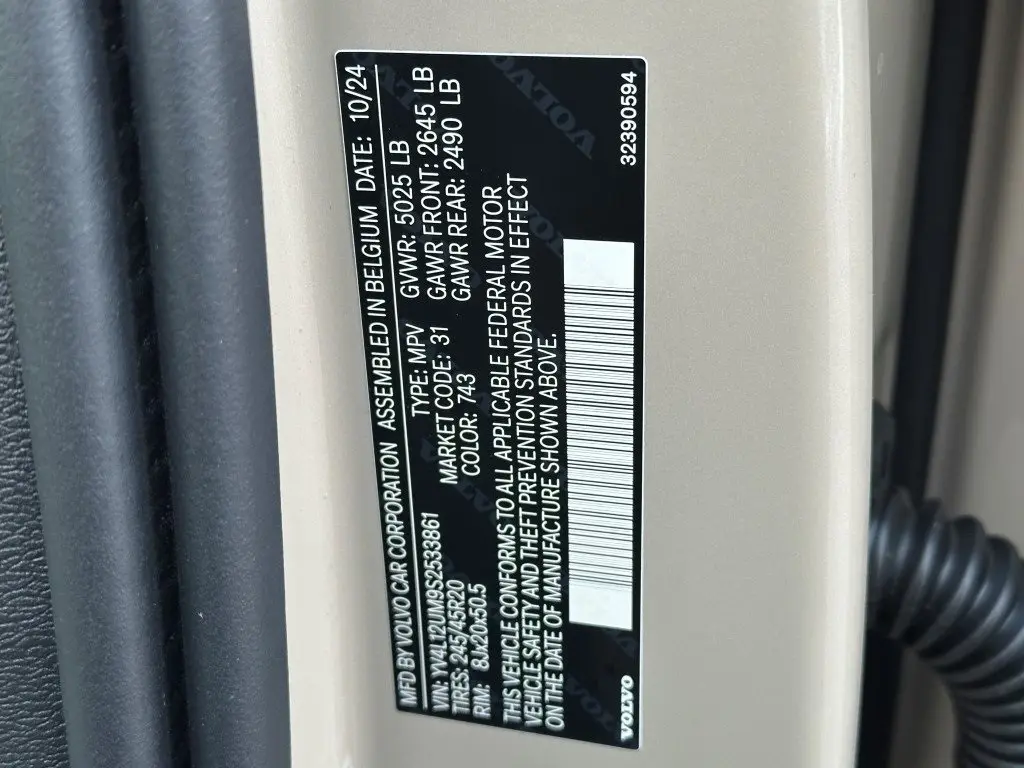 MFD BY VOLVO CAR CORPORATION ASSEMBLED IN BELGIUM DATE: 10/24
VIN: YV4L12UM9S2533861 TYPE: MPV GVWR: 5025 LB
TIRES: 245/45R20 MARKET CODE: 31 GAWR FRONT: 2645 LB
RIM: 8Jx20x50.5 COLOR: 743 GAWR REAR: 2490 LB
THIS VEHICLE CONFORMS TO ALL APPLICABLE FEDERAL MOTOR
VEHICLE SAFETY AND THEFT PREVENTION STANDARDS IN EFFECT
ON THE DATE OF MANUFACTURE SHOWN ABOVE.
VOLVO 32390594